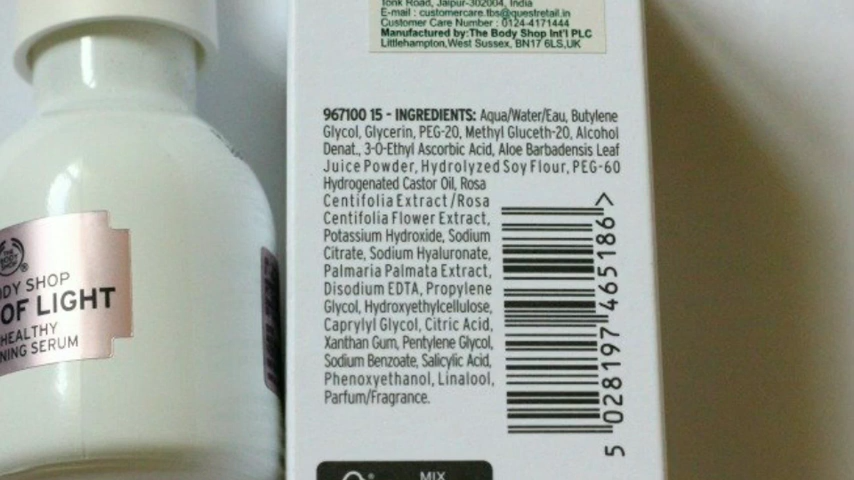 Tonk Road, Jaipur-302004, India
E-mail : customercare.tbs@questretail.in
Customer Care Number : 0124-4171444
Manufactured by:The Body Shop Int'l PLC
Littlehampton,West Sussex, BN17 6LS,UK
967100 15 - INGREDIENTS: Aqua/Water/Eau, Butylene
Glycol, Glycerin, PEG-20, Methyl Gluceth-20, Alcohol
Denat., 3-O-Ethyl Ascorbic Acid, Aloe Barbadensis Leaf
Juice Powder, Hydrolyzed Soy Flour, PEG-60
Hydrogenated Castor Oil, Rosa
Centifolia Extract/Rosa
Centifolia Flower Extract,
Potassium Hydroxide, Sodium
Citrate, Sodium Hyaluronate,
Palmaria Palmata Extract,
Disodium EDTA, Propylene
Glycol, Hydroxyethylcellulose,
Caprylyl Glycol, Citric Acid,
Xanthan Gum, Pentylene Glycol,
Sodium Benzoate, Salicylic Acid,
Phenoxyethanol, Linalool,
Parfum/Fragrance.
5 028197 465186 >
MIX
THE BODY SHOP
ODY SHOP
OF LIGHT
HEALTHY
NING SERUM